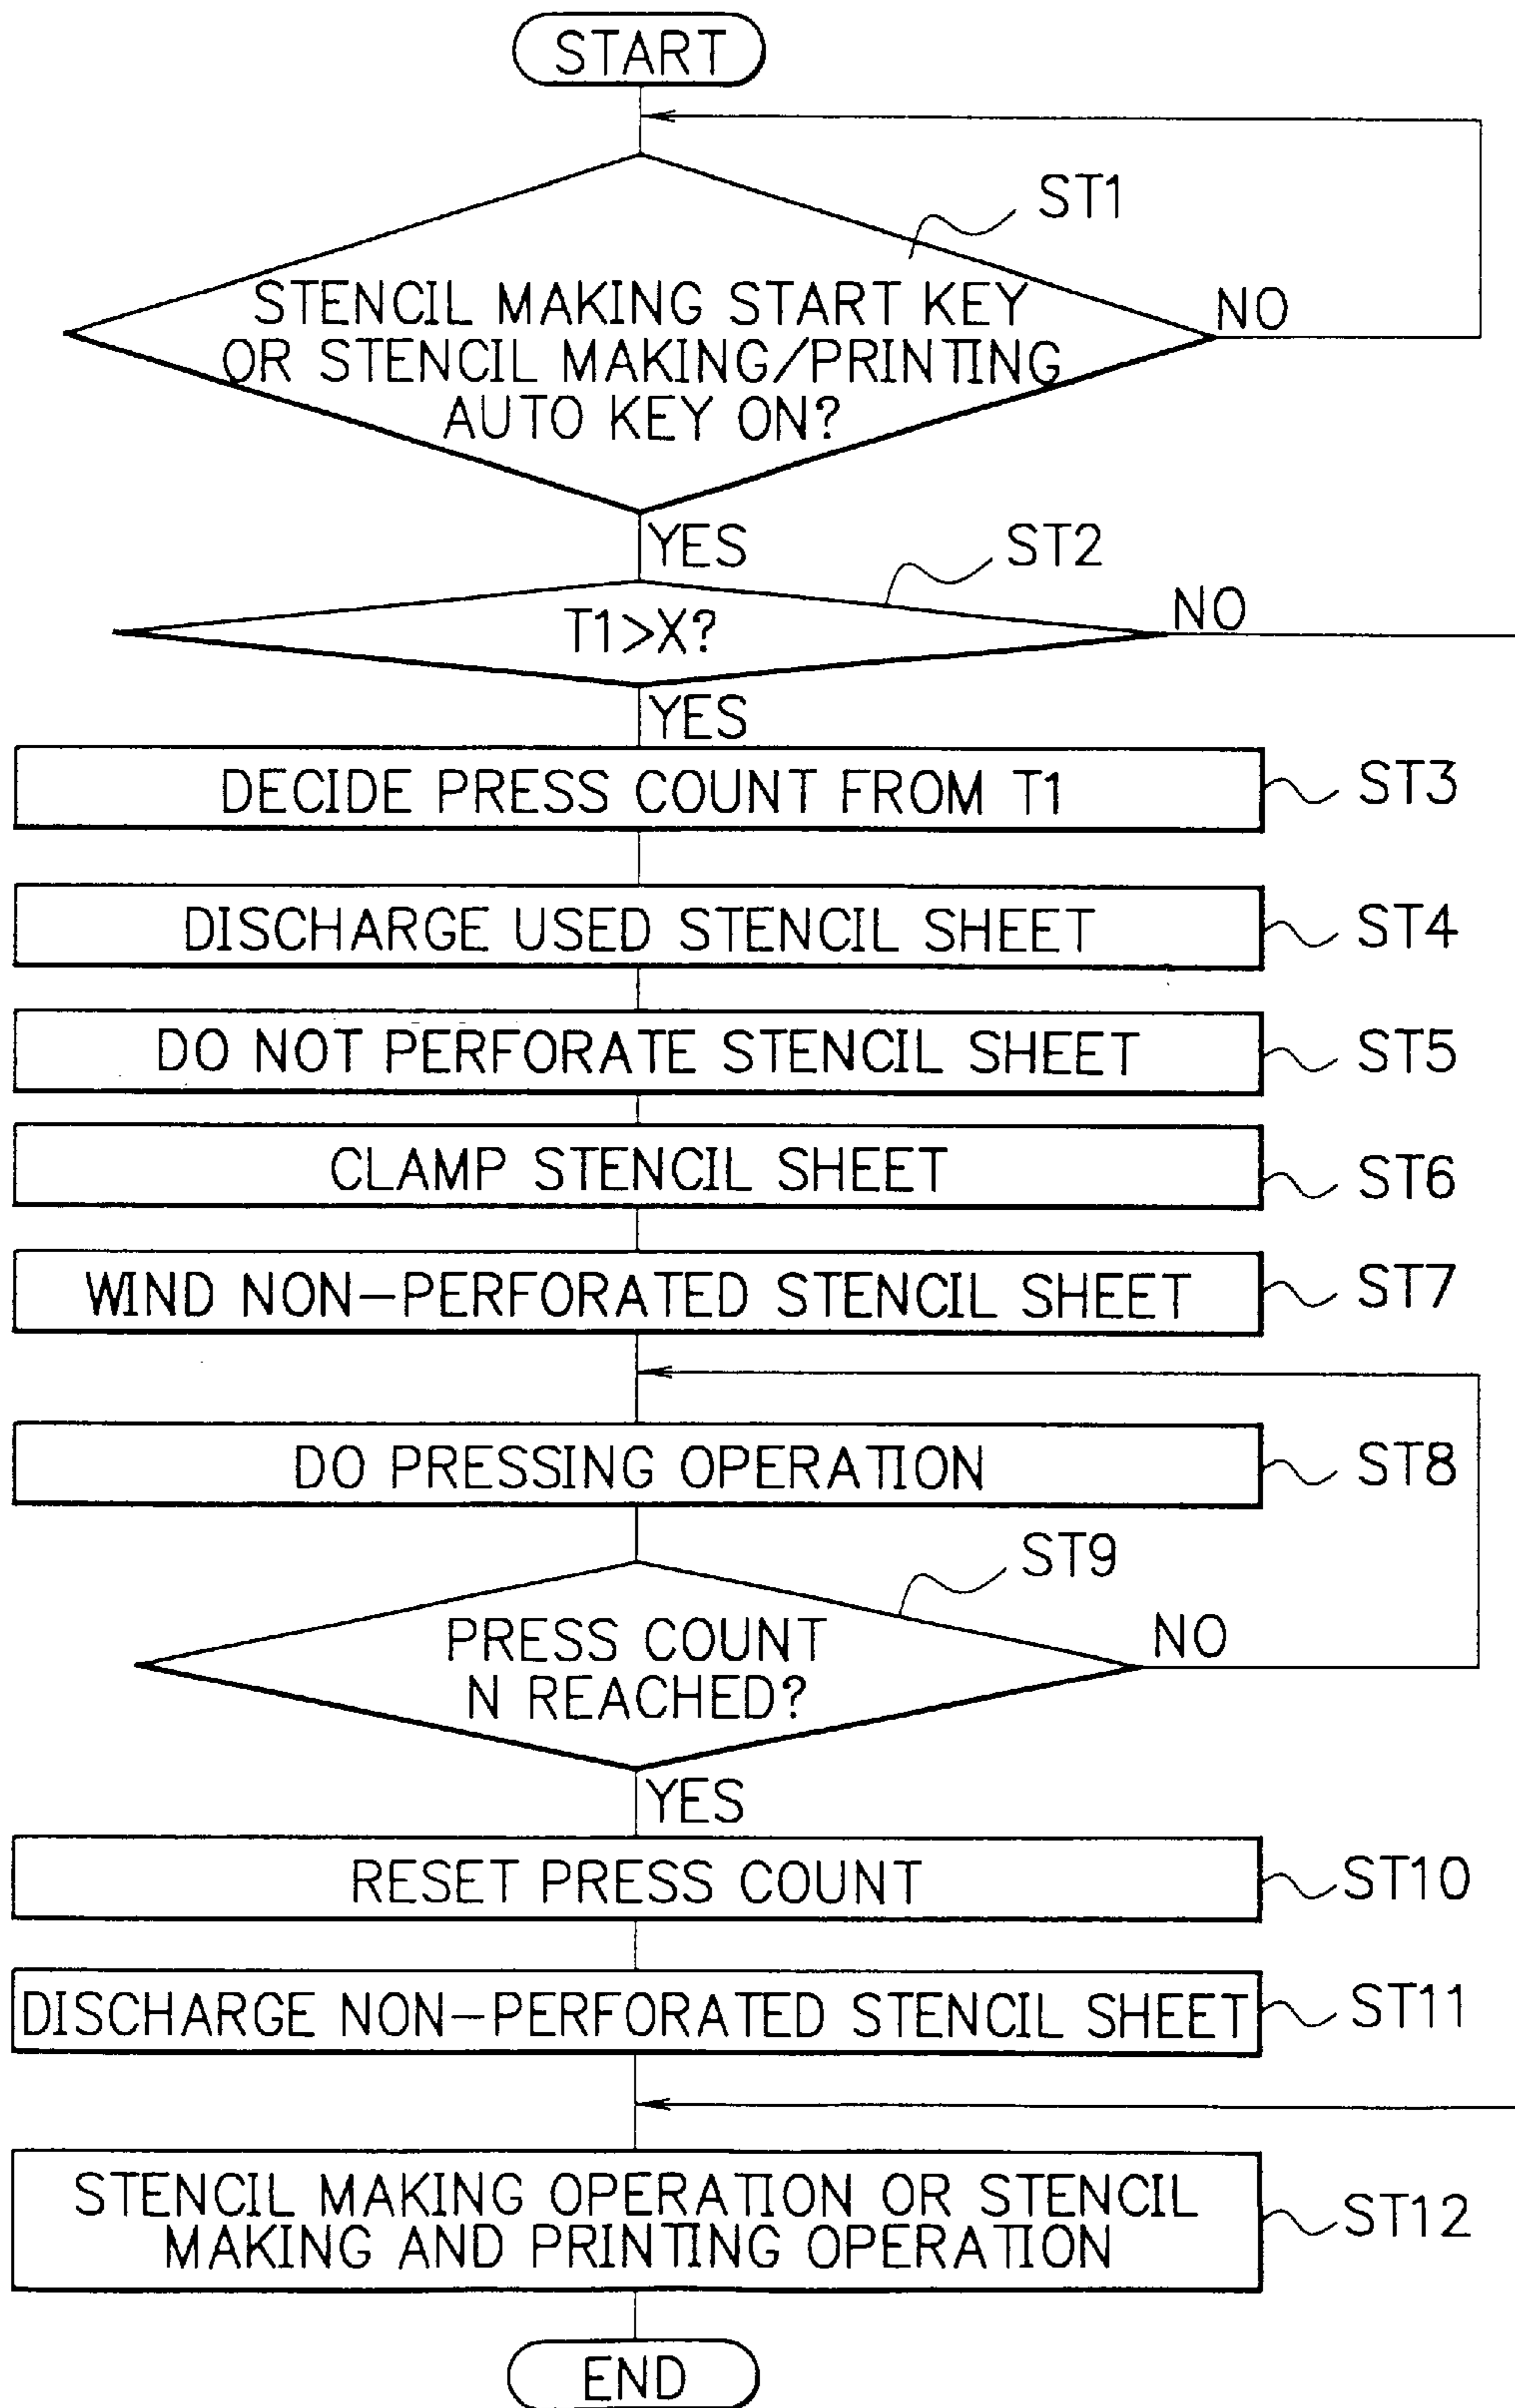 START
ST1
STENCIL MAKING START KEY
OR STENCIL MAKING/PRINTING
AUTO KEY ON?
NO
YES
ST2
T1>X?
NO
YES
DECIDE PRESS COUNT FROM T1
ST3
DISCHARGE USED STENCIL SHEET
ST4
DO NOT PERFORATE STENCIL SHEET
ST5
CLAMP STENCIL SHEET
ST6
WIND NON-PERFORATED STENCIL SHEET
ST7
DO PRESSING OPERATION
ST8
ST9
PRESS COUNT
N REACHED?
NO
YES
RESET PRESS COUNT
ST10
DISCHARGE NON-PERFORATED STENCIL SHEET
ST11
STENCIL MAKING OPERATION OR STENCIL
MAKING AND PRINTING OPERATION
ST12
END